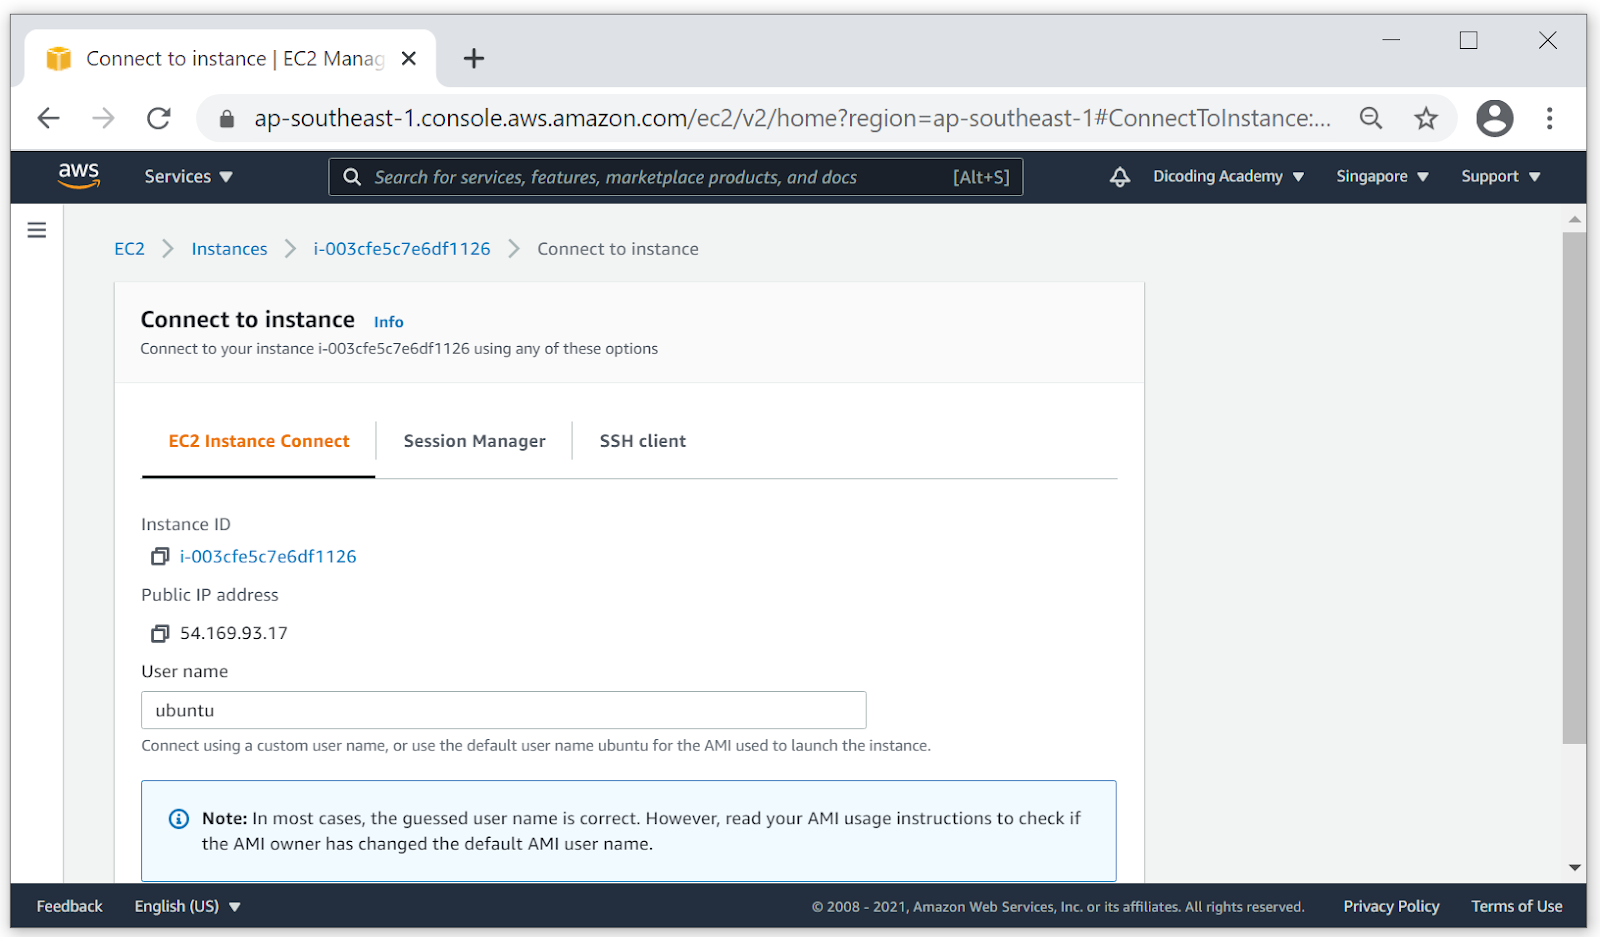 Connect to instance | EC2 Manag
ap-southeast-1.console.aws.amazon.com/ec2/v2/home?region=ap-southeast-1#ConnectToInstance:...
aws Services Search for services, features, marketplace products, and docs [Alt+S] Dicoding Academy Singapore Support
EC2 Instances i-003cfe5c7e6df1126 Connect to instance
Connect to instance Info
Connect to your instance i-003cfe5c7e6df1126 using any of these options
EC2 Instance Connect Session Manager SSH client
Instance ID
i-003cfe5c7e6df1126
Public IP address
54.169.93.17
User name
ubuntu
Connect using a custom user name, or use the default user name ubuntu for the AMI used to launch the instance.
Note: In most cases, the guessed user name is correct. However, read your AMI usage instructions to check if
the AMI owner has changed the default AMI user name.
Feedback English (US) © 2008 - 2021, Amazon Web Services, Inc. or its affiliates. All rights reserved. Privacy Policy Terms of Use